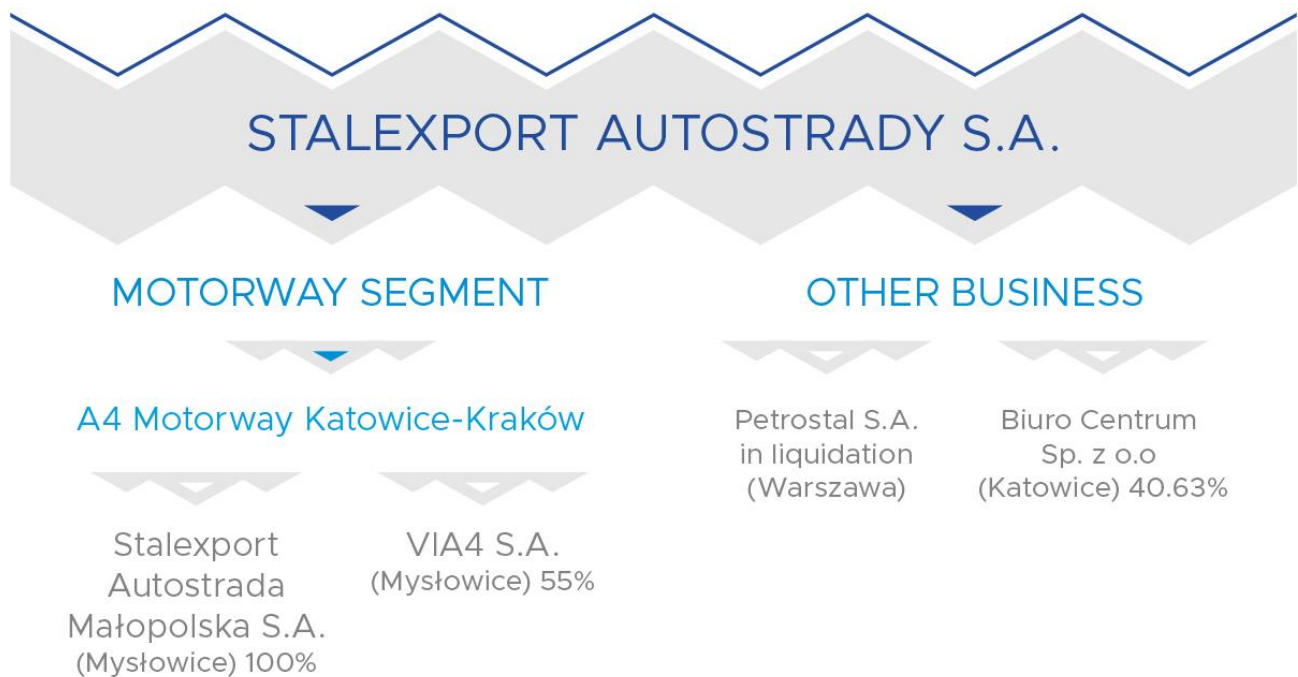 STALEXPORT AUTOSTRADY S.A.
MOTORWAY SEGMENT
A4 Motorway Katowice-Kraków
Stalexport
Autostrada
Małopolska S.A.
(Mysłowice) 100%
VIA4 S.A.
(Mysłowice) 55%
OTHER BUSINESS
Petrostal S.A.
in liquidation
(Warszawa)
Biuro Centrum
Sp. z o.o
(Katowice) 40.63%